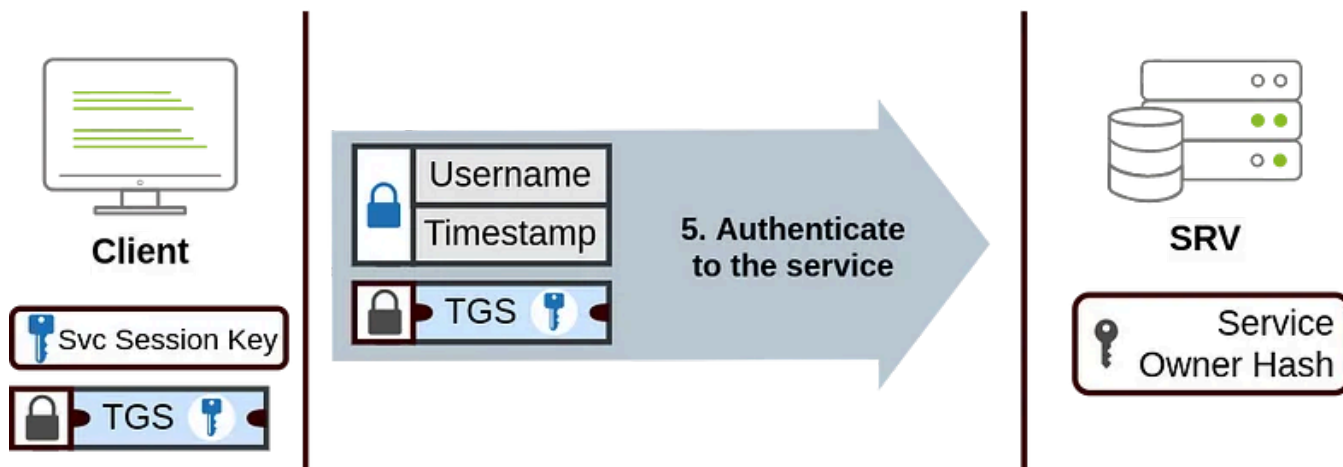 Client
Svc Session Key
TGS
Username
Timestamp
TGS
5. Authenticate
to the service
SRV
Service
Owner Hash